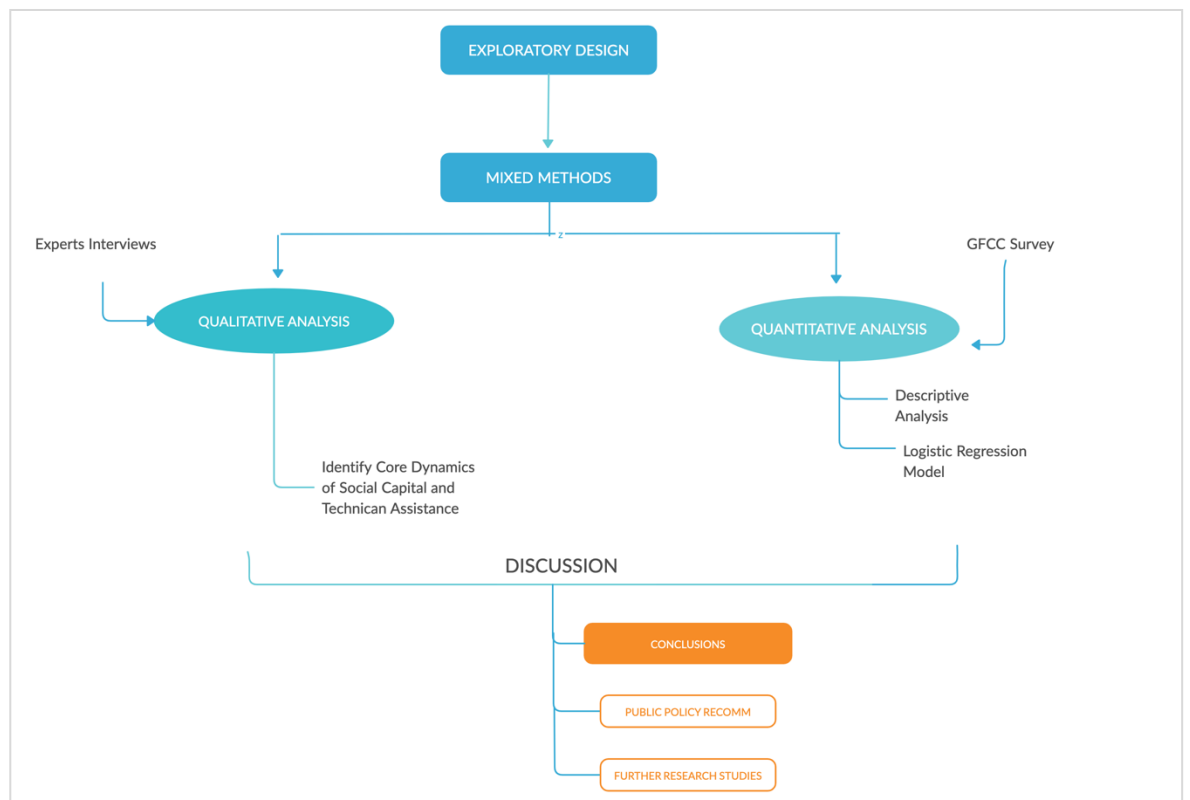 EXPLORATORY DESIGN
MIXED METHODS
z
Experts Interviews
GFCC Survey
QUALITATIVE ANALYSIS
QUANTITATIVE ANALYSIS
Descriptive
Analysis
Logistic Regression
Model
Identify Core Dynamics
of Social Capital and
Technican Assistance
DISCUSSION
CONCLUSIONS
PUBLIC POLICY RECOMM
FURTHER RESEARCH STUDIES